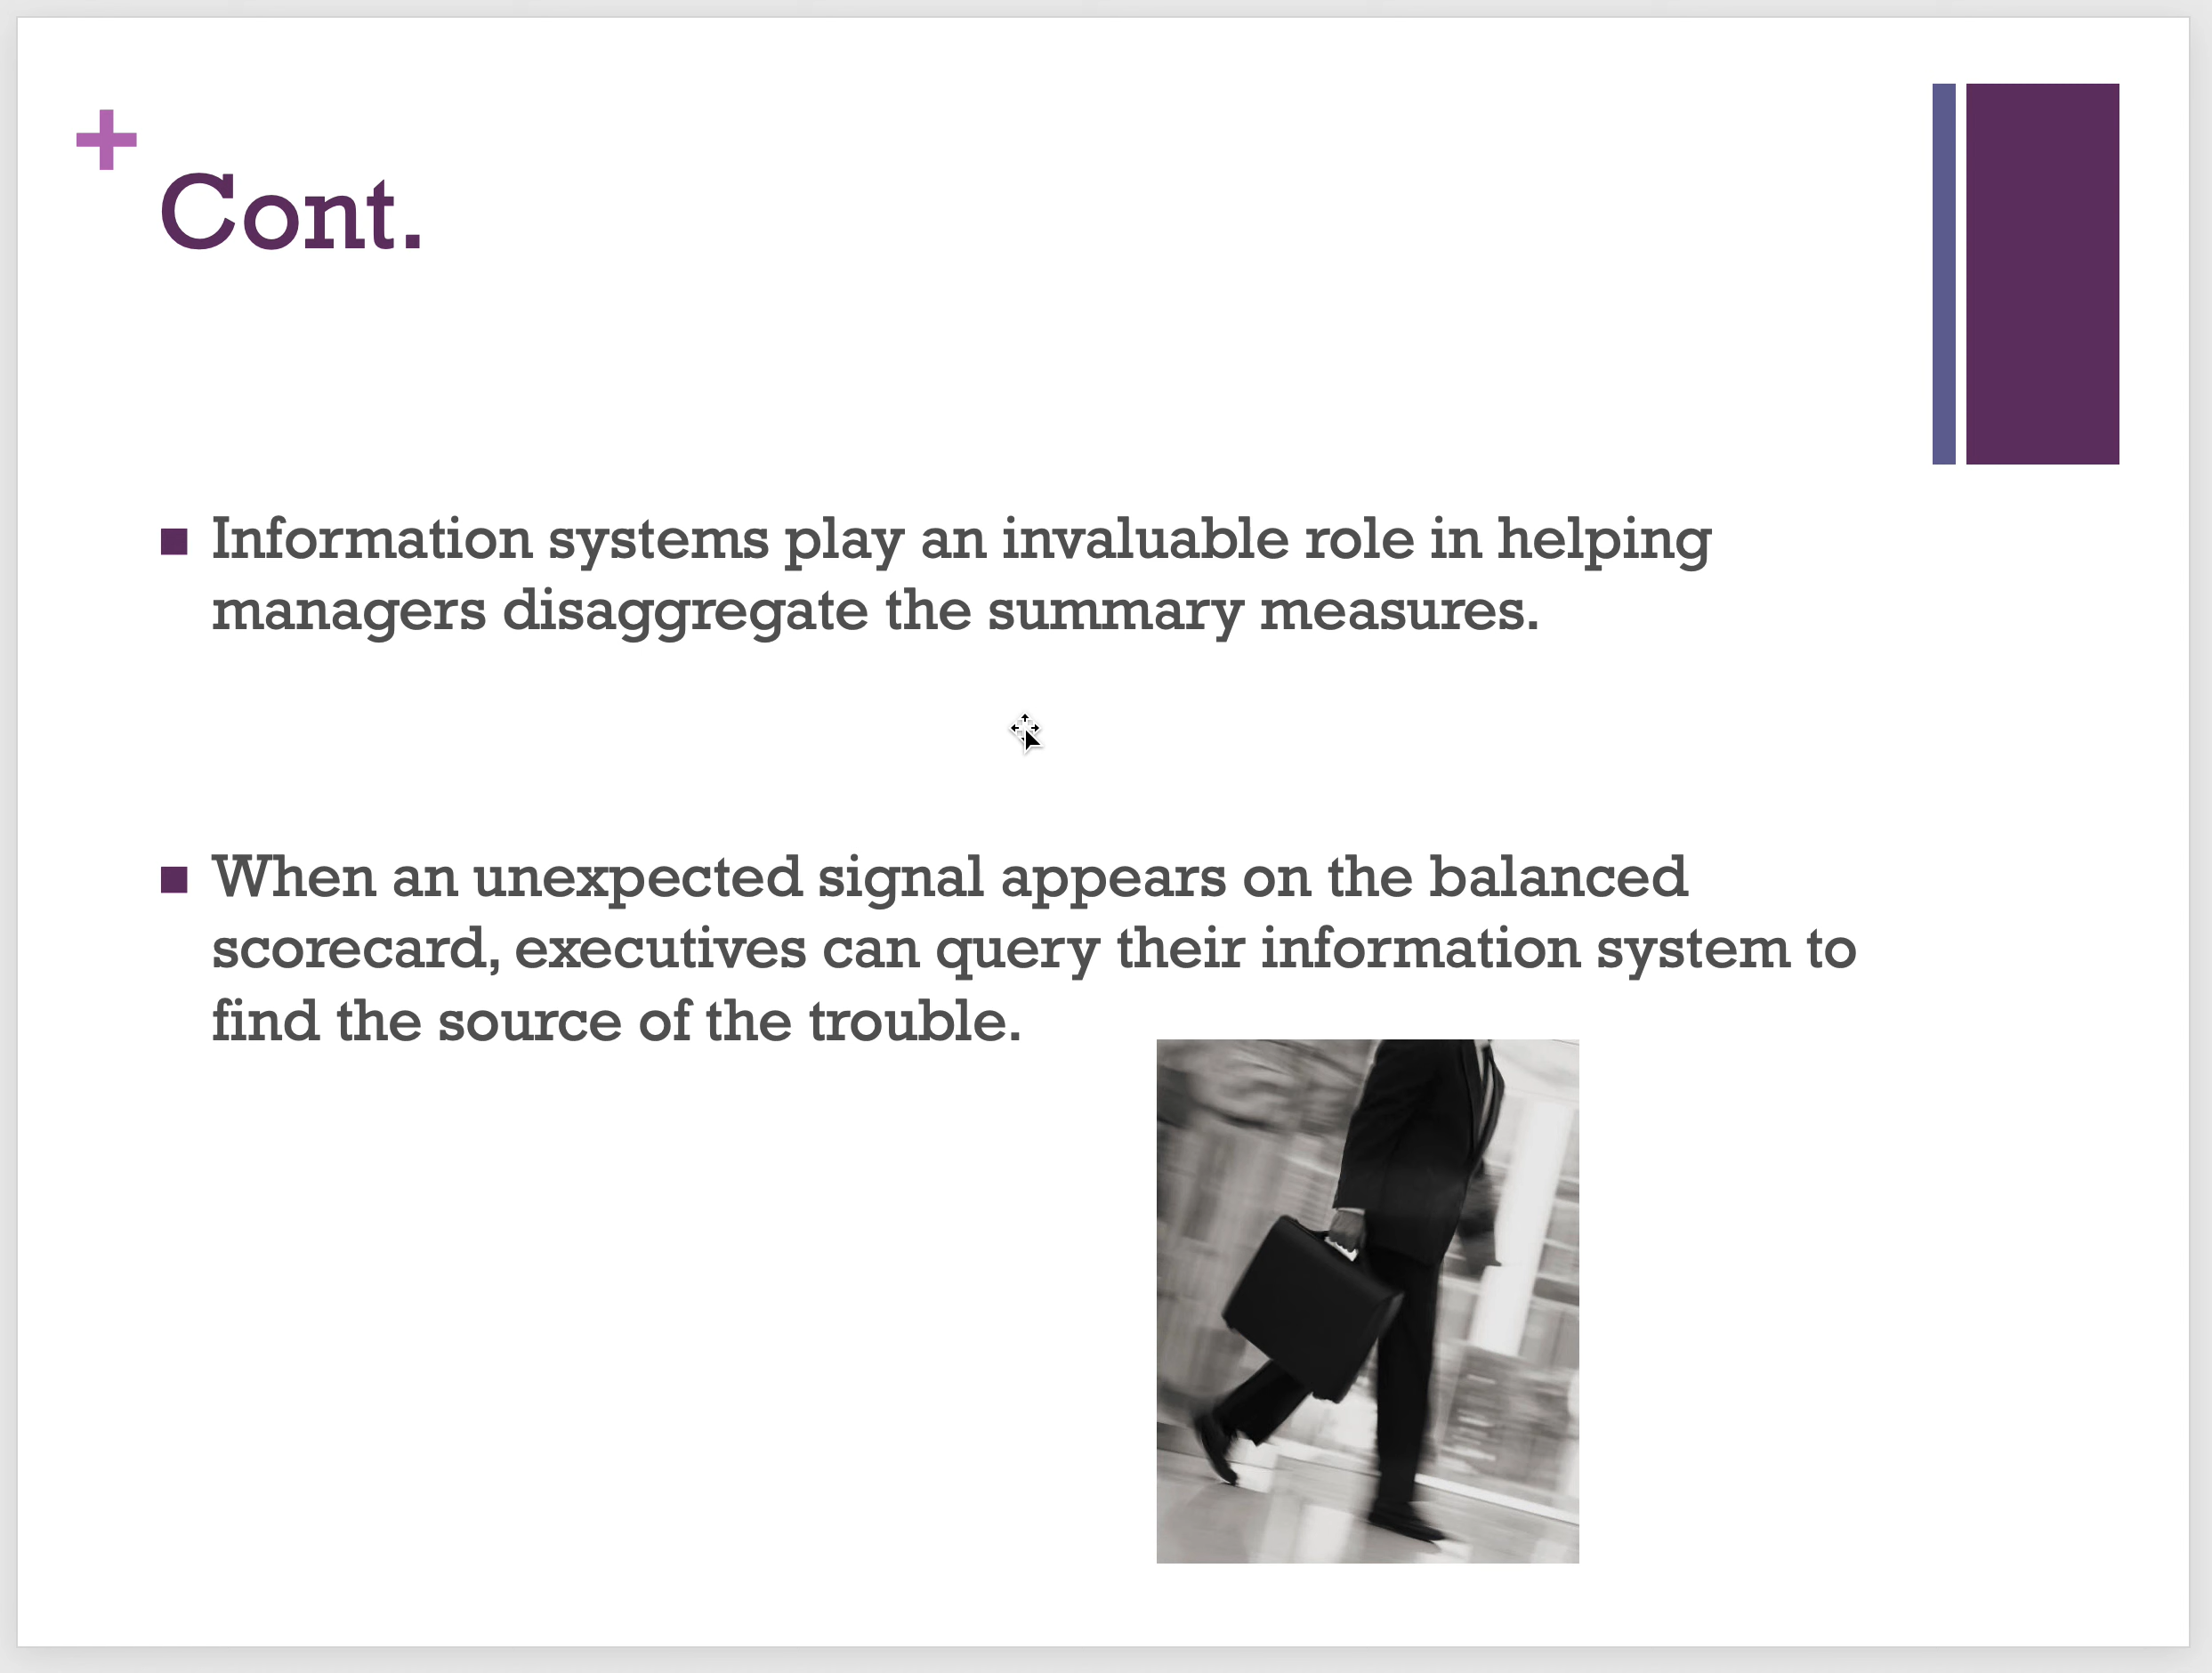 +
Cont.
■ Information systems play an invaluable role in helping
managers disaggregate the summary measures.
■ When an unexpected signal appears on the balanced
scorecard, executives can query their information system to
find the source of the trouble.